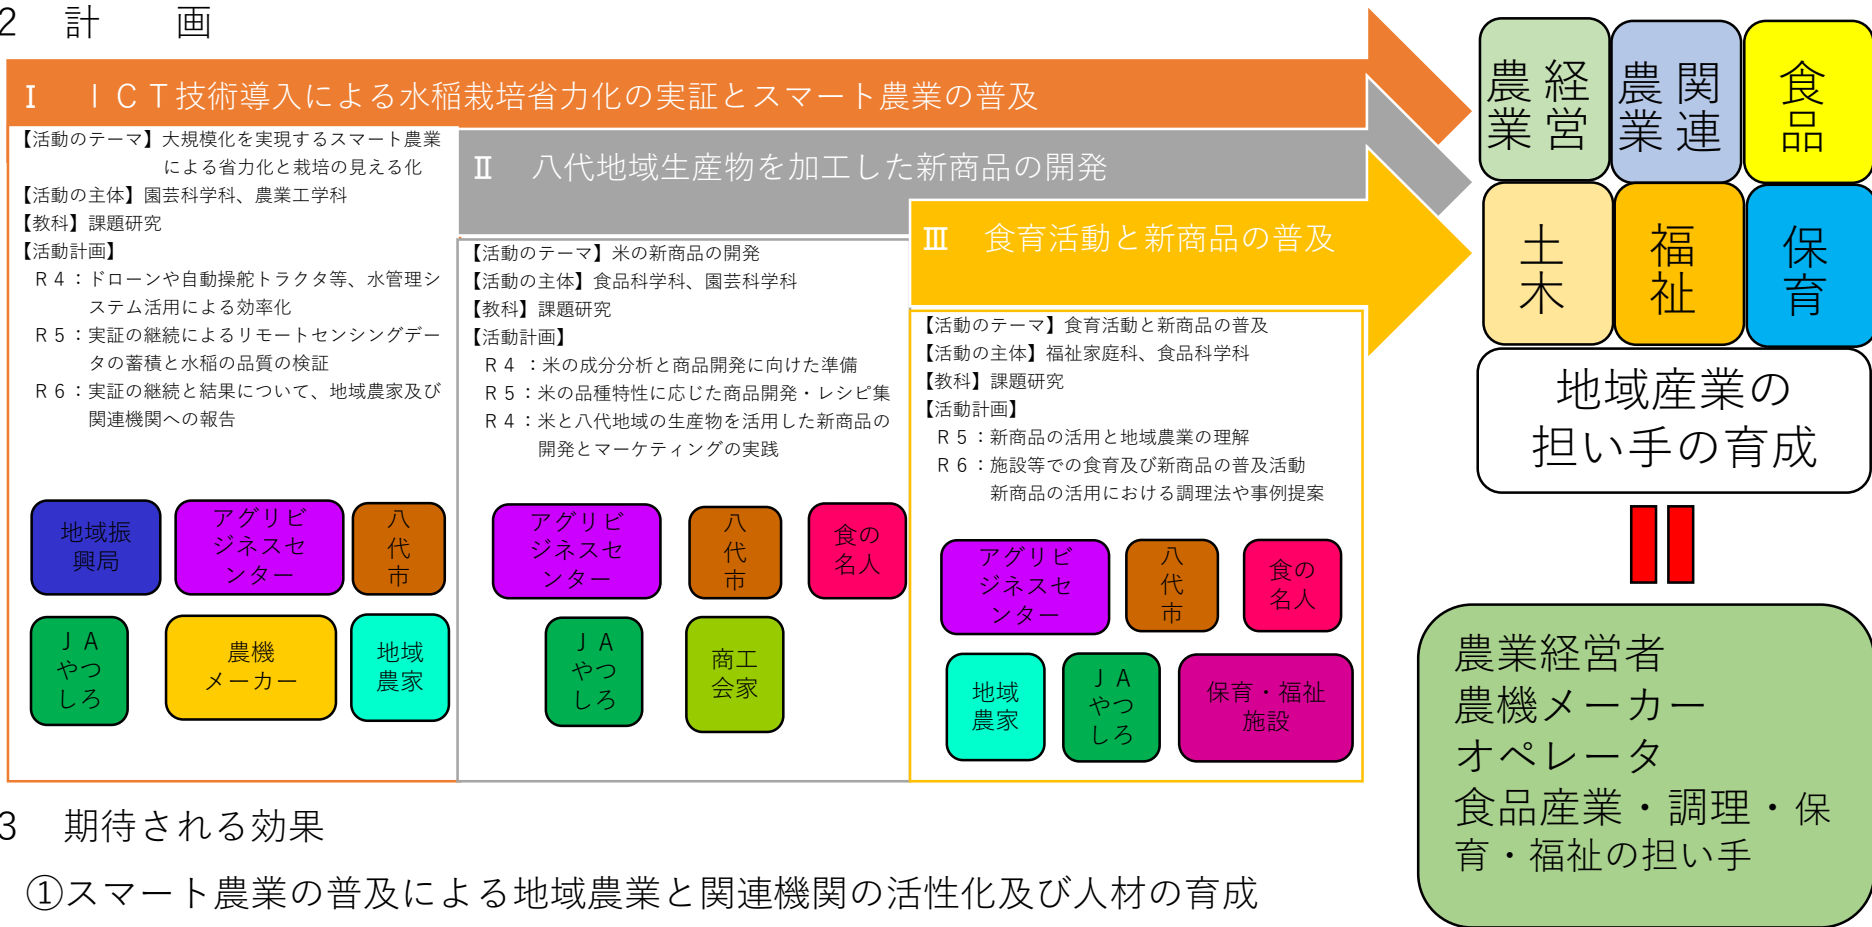 2　計　　画
Ⅰ　ＩＣＴ技術導入による水稲栽培省力化の実証とスマート農業の普及
【活動のテーマ】大規模化を実現するスマート農業
による省力化と栽培の見える化
【活動の主体】園芸科学科、農業工学科
【教科】課題研究
【活動計画】
Ｒ４：ドローンや自動操舵トラクタ等、水管理シ
ステム活用による効率化
Ｒ５：実証の継続によるリモートセンシングデー
タの蓄積と水稲の品質の検証
Ｒ６：実証の継続と結果について、地域農家及び
関連機関への報告
地域振
興局
アグリビ
ジネスセ
ンター
八
代
市
ＪＡ
やつ
しろ
農機
メーカー
地域
農家
Ⅱ　八代地域生産物を加工した新商品の開発
【活動のテーマ】米の新商品の開発
【活動の主体】食品科学科、園芸科学科
【教科】課題研究
【活動計画】
Ｒ４：米の成分分析と商品開発に向けた準備
Ｒ５：米の品種特性に応じた商品開発・レシピ集
Ｒ４：米と八代地域の生産物を活用した新商品の
開発とマーケティングの実践
アグリビ
ジネスセ
ンター
八
代
市
食の
名人
ＪＡ
やつ
しろ
商工
会家
Ⅲ　食育活動と新商品の普及
【活動のテーマ】食育活動と新商品の普及
【活動の主体】福祉家庭科、食品科学科
【教科】課題研究
【活動計画】
Ｒ５：新商品の活用と地域農業の理解
Ｒ６：施設等での食育及び新商品の普及活動
新商品の活用における調理法や事例提案
アグリビ
ジネスセ
ンター
八
代
市
食の
名人
地域
農家
ＪＡ
やつ
しろ
保育・福祉
施設
農業
経営
農業
関連
食品
土木
福祉
保育
地域産業の
担い手の育成
農業経営者
農機メーカー
オペレータ
食品産業・調理・保
育・福祉の担い手
3　期待される効果
①スマート農業の普及による地域農業と関連機関の活性化及び人材の育成